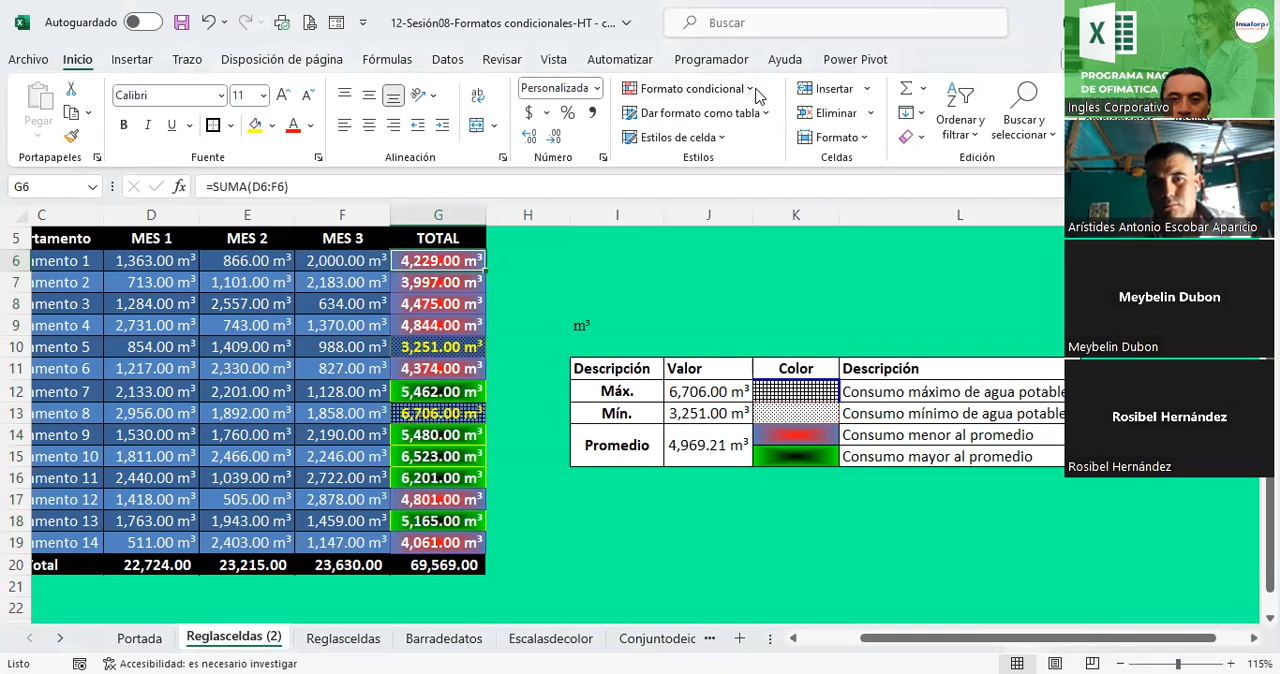 Autoguardado
12-Sesión08-Formatos condicionales-HT - c...
Buscar
Archivo Inicio Insertar Trazo Disposición de página Fórmulas Datos Revisar Vista Automatizar Programador Ayuda Power Pivot
Pegar
Portapapeles
Calibri 11
N K S
Fuente
Alineación
Personalizada
$ %
Número
Formato condicional
Dar formato como tabla
Estilos de celda
Estilos
Insertar
Eliminar
Formato
Celdas
Ordenar y filtrar
Buscar y seleccionar
Edición
G6 =SUMA(D6:F6)
C D E F G H I J K L
5 rtamento MES 1 MES 2 MES 3 TOTAL
6 amento 1 1,363.00 m³ 866.00 m³ 2,000.00 m³ 4,229.00 m³
7 amento 2 713.00 m³ 1,101.00 m³ 2,183.00 m³ 3,997.00 m³
8 amento 3 1,284.00 m³ 2,557.00 m³ 634.00 m³ 4,475.00 m³
9 amento 4 2,731.00 m³ 743.00 m³ 1,370.00 m³ 4,844.00 m³ m³
10 amento 5 854.00 m³ 1,409.00 m³ 988.00 m³ 3,251.00 m³
11 amento 6 1,217.00 m³ 2,330.00 m³ 827.00 m³ 4,374.00 m³ Descripción Valor Color Descripción
12 amento 7 2,133.00 m³ 2,201.00 m³ 1,128.00 m³ 5,462.00 m³ Máx. 6,706.00 m³ Consumo máximo de agua potable
13 amento 8 2,956.00 m³ 1,892.00 m³ 1,858.00 m³ 6,706.00 m³ Mín. 3,251.00 m³ Consumo mínimo de agua potable
14 amento 9 1,530.00 m³ 1,760.00 m³ 2,190.00 m³ 5,480.00 m³ Promedio 4,969.21 m³ Consumo menor al promedio
15 amento 10 1,811.00 m³ 2,466.00 m³ 2,246.00 m³ 6,523.00 m³ Consumo mayor al promedio
16 amento 11 2,440.00 m³ 1,039.00 m³ 2,722.00 m³ 6,201.00 m³
17 amento 12 1,418.00 m³ 505.00 m³ 2,878.00 m³ 4,801.00 m³
18 amento 13 1,763.00 m³ 1,943.00 m³ 1,459.00 m³ 5,165.00 m³
19 amento 14 511.00 m³ 2,403.00 m³ 1,147.00 m³ 4,061.00 m³
20 otal 22,724.00 23,215.00 23,630.00 69,569.00
21
22
Portada Reglasceldas (2) Reglasceldas Barradedatos Escalasdecolor Conjuntodeic ...
Listo Accesibilidad: es necesario investigar 115%
Insaforp
PROGRAMA NAC
DE OFIMATICA
Ingles Corporativo
Arístides Antonio Escobar Aparicio
Meybelin Dubon
Meybelin Dubon
Rosibel Hernández
Rosibel Hernández